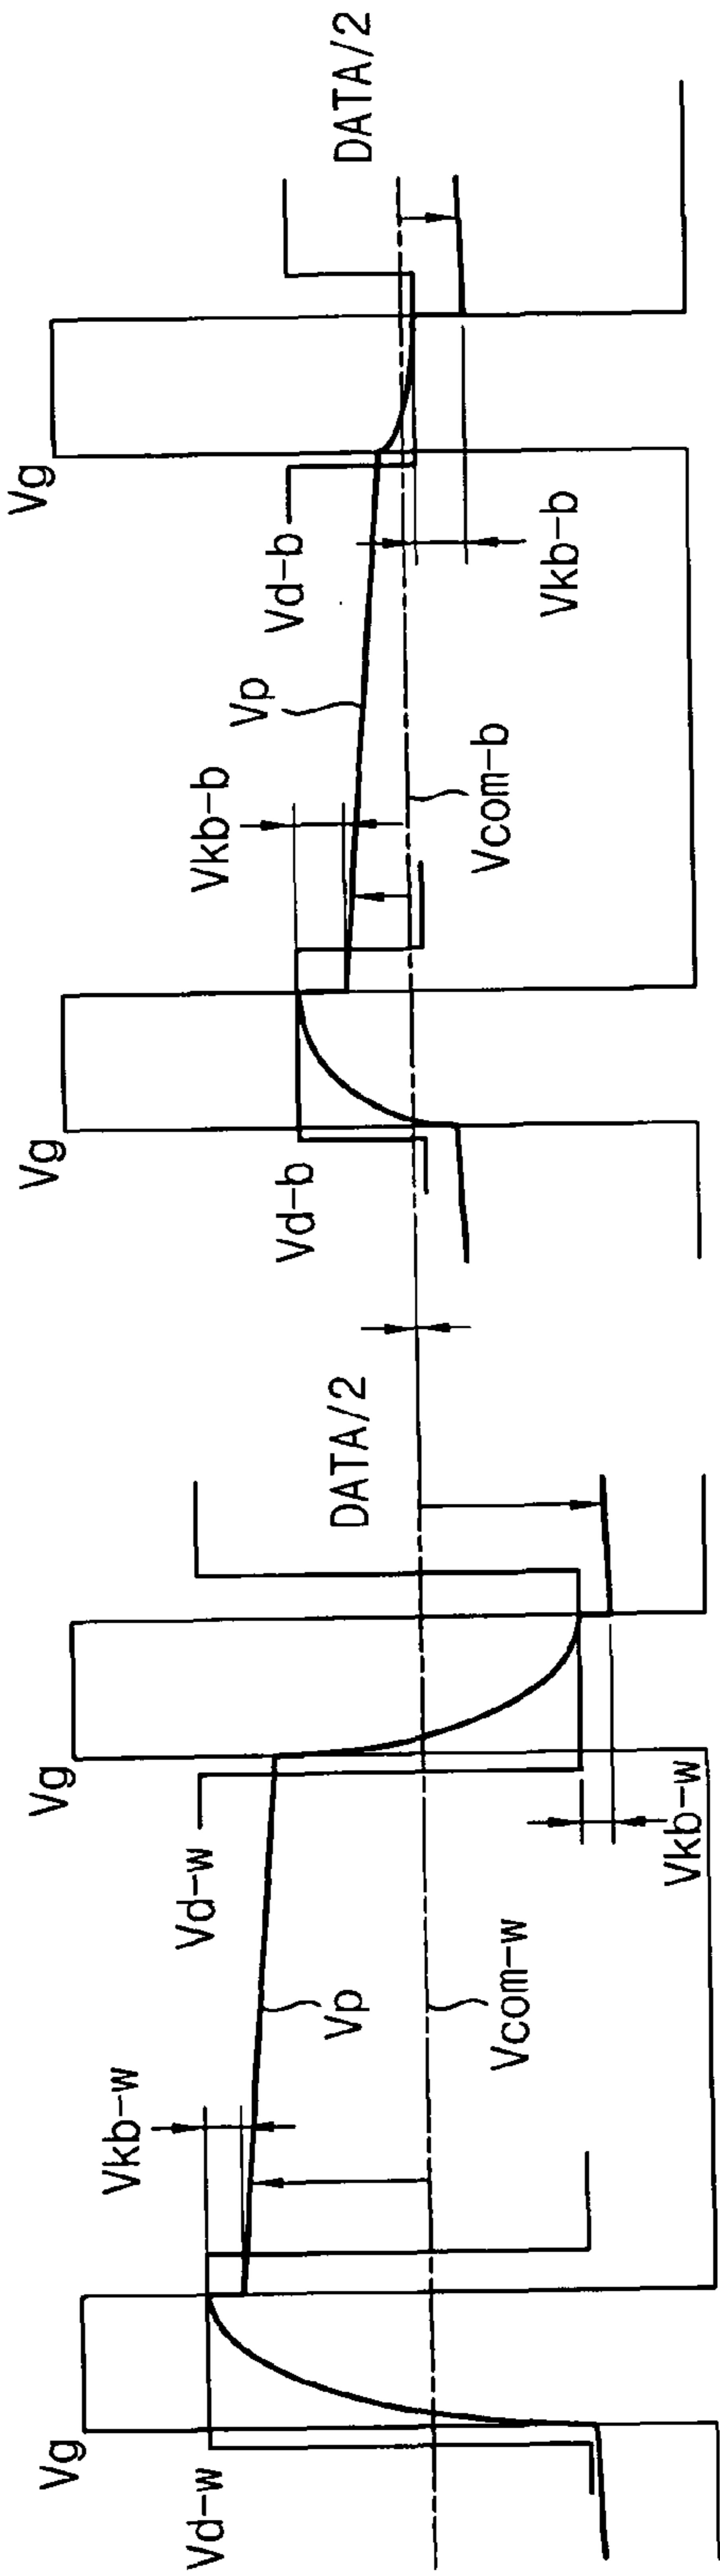 Vg
Vd-w
Vkb-w
Vp
Vcom-w
Vg
Vd-w
Vkb-w
DATA/2
Vg
Vd-b
Vkb-b
Vp
Vcom-b
Vg
Vd-b
Vkb-b
DATA/2